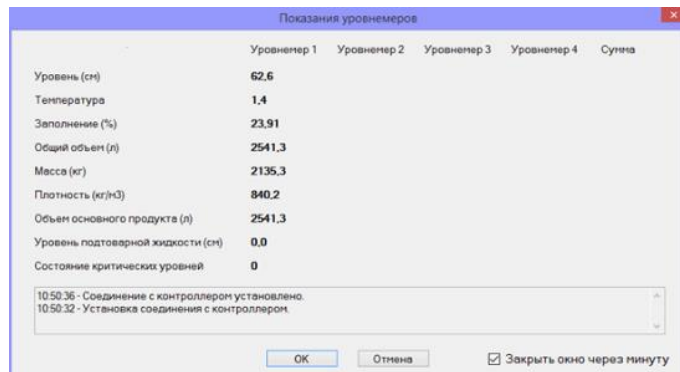 Показания уровнемеров
Уровнемер 1 Уровнемер 2 Уровнемер 3 Уровнемер 4 Сумма
Уровень (см) 62,6
Температура 1,4
Заполнение (%) 23,91
Общий объем (л) 2541,3
Масса (кг) 2135,3
Плотность (кг/м3) 840,2
Объем основного продукта (л) 2541,3
Уровень подтоварной жидкости (см) 0,0
Состояние критических уровней 0
10:50:36 - Соединение с контроллером установлено.
10:50:32 - Установка соединения с контроллером.
OK Отмена Закрыть окно через минуту